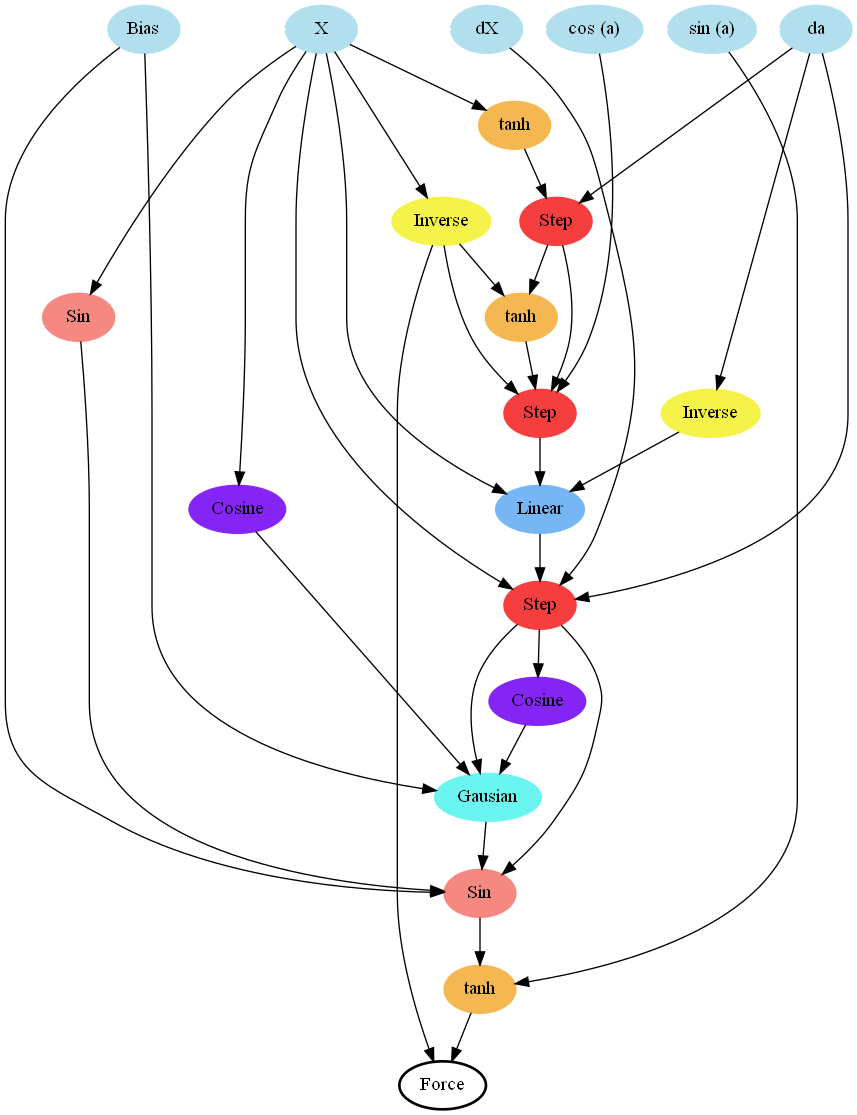 Bias
X
dX
cos (a)
sin (a)
da
tanh
Inverse
Step
Sin
tanh
Step
Inverse
Cosine
Linear
Step
Cosine
Gausian
Sin
tanh
Force